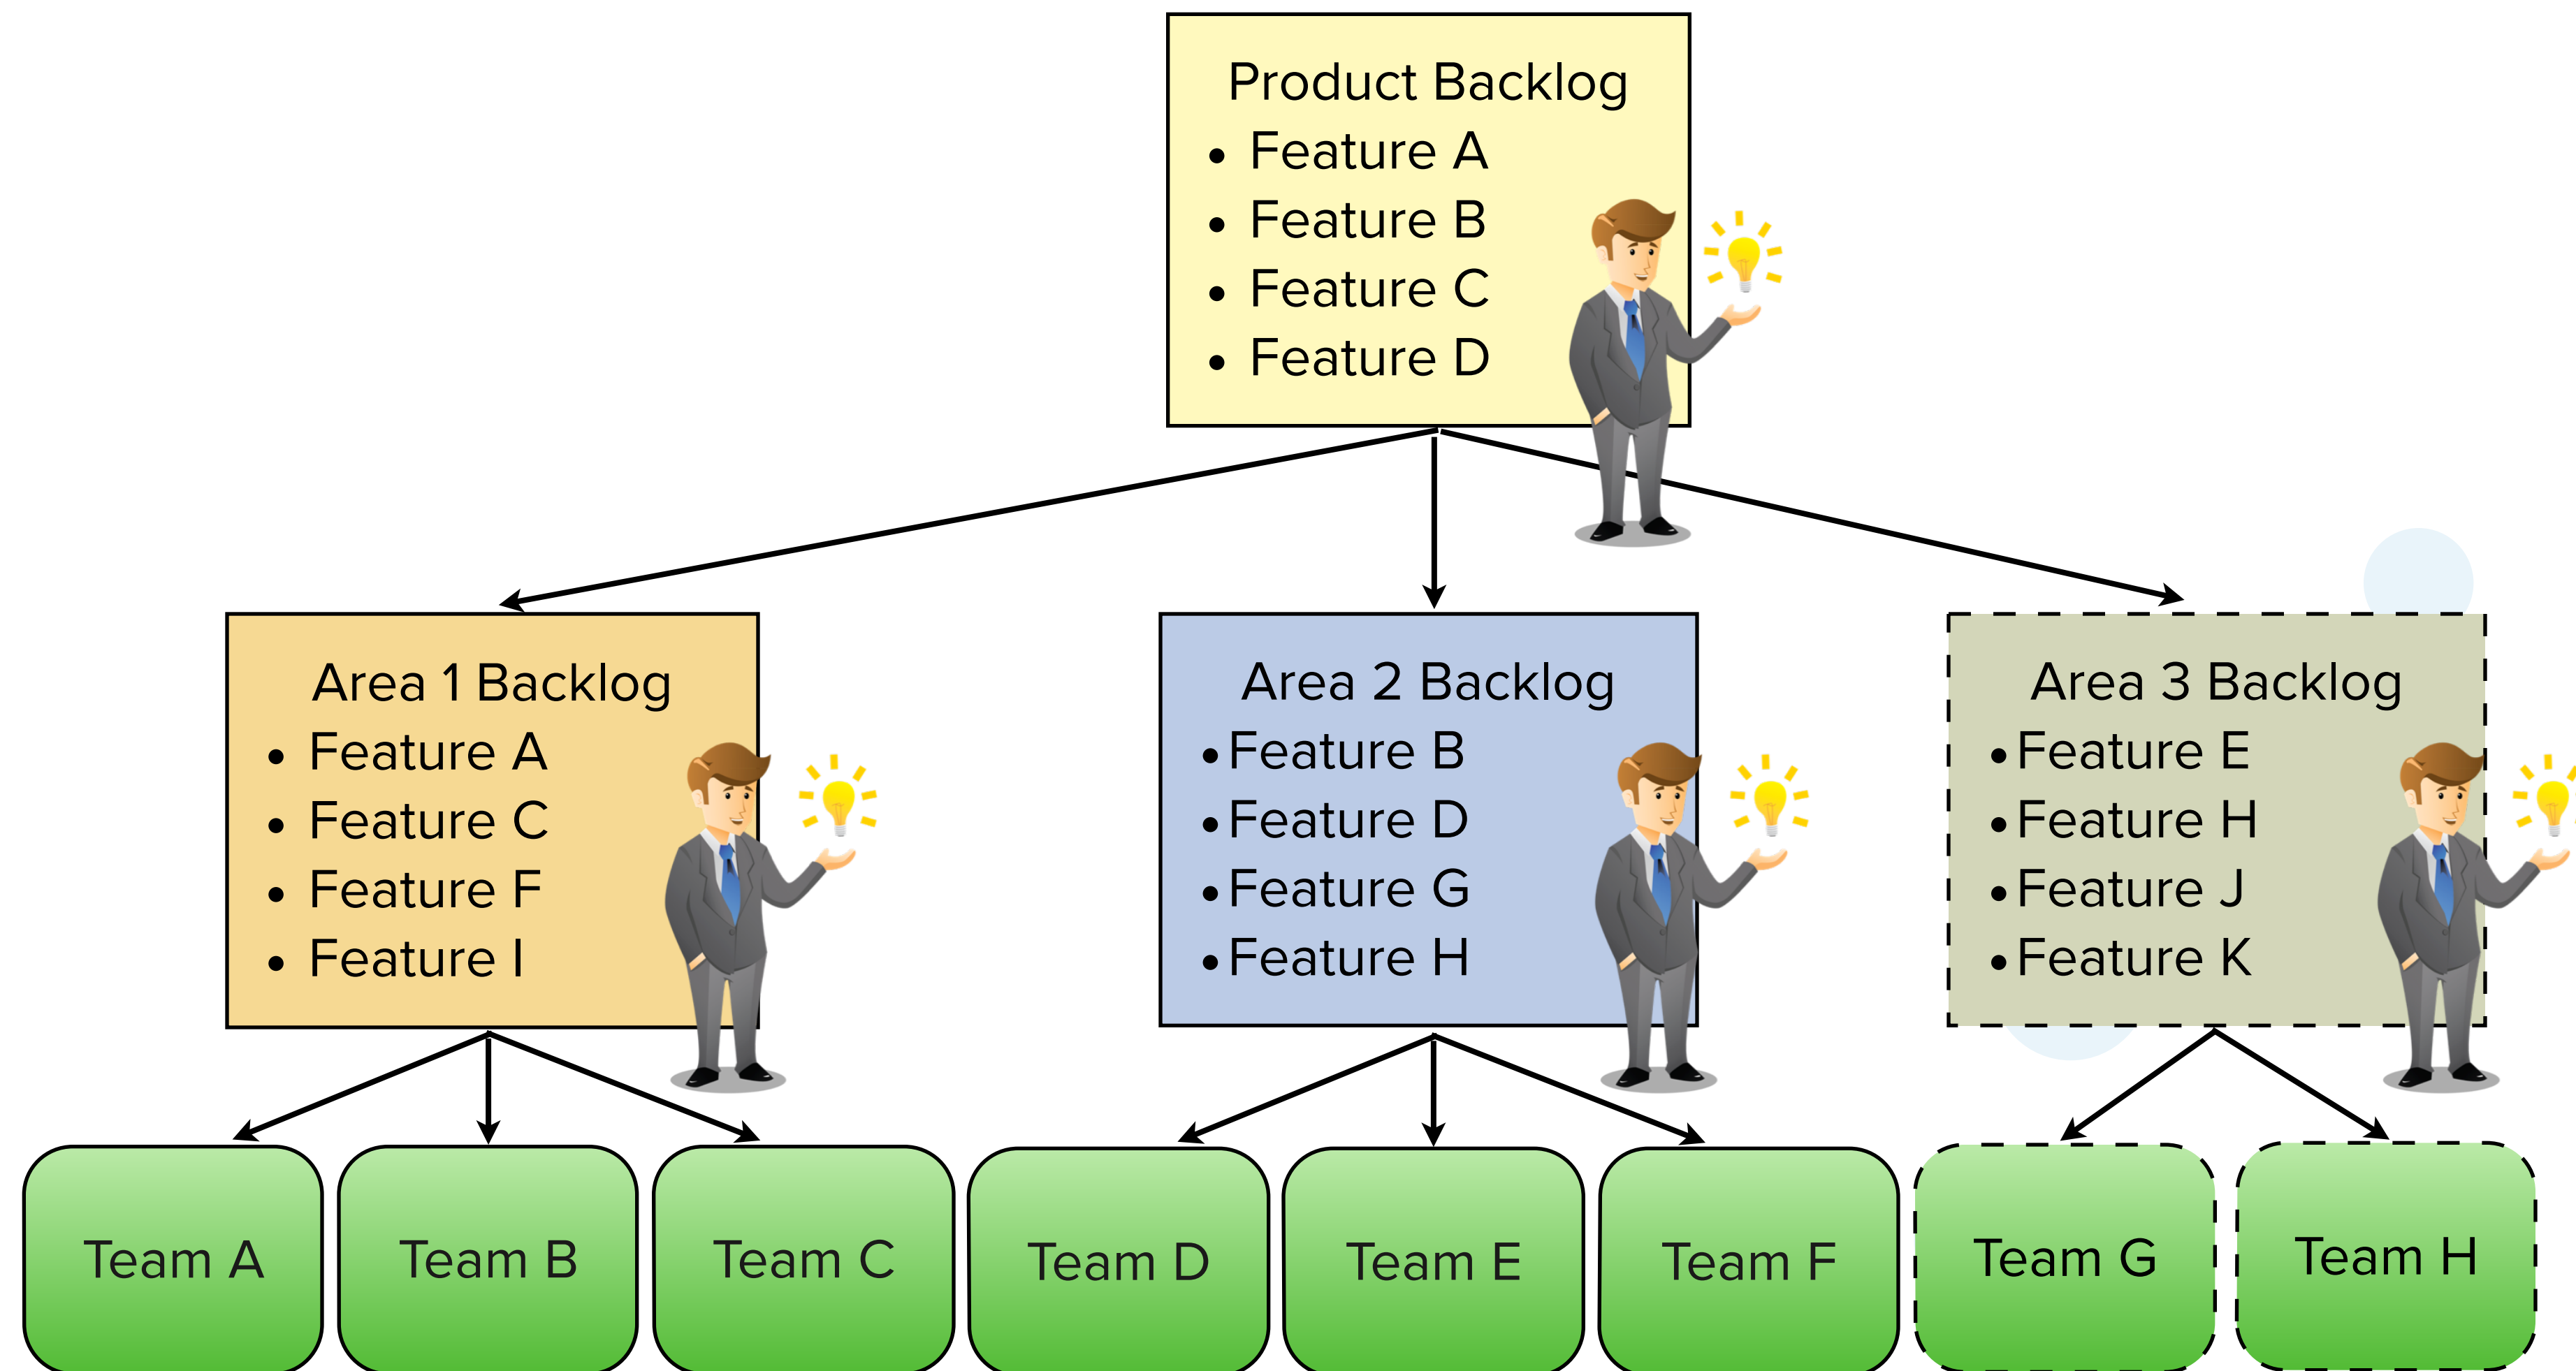 Product Backlog
• Feature A
• Feature B
• Feature C
• Feature D
Area 1 Backlog
• Feature A
• Feature C
• Feature F
• Feature I
Area 2 Backlog
• Feature B
• Feature D
• Feature G
• Feature H
Area 3 Backlog
• Feature E
• Feature H
• Feature J
• Feature K
Team A
Team B
Team C
Team D
Team E
Team F
Team G
Team H